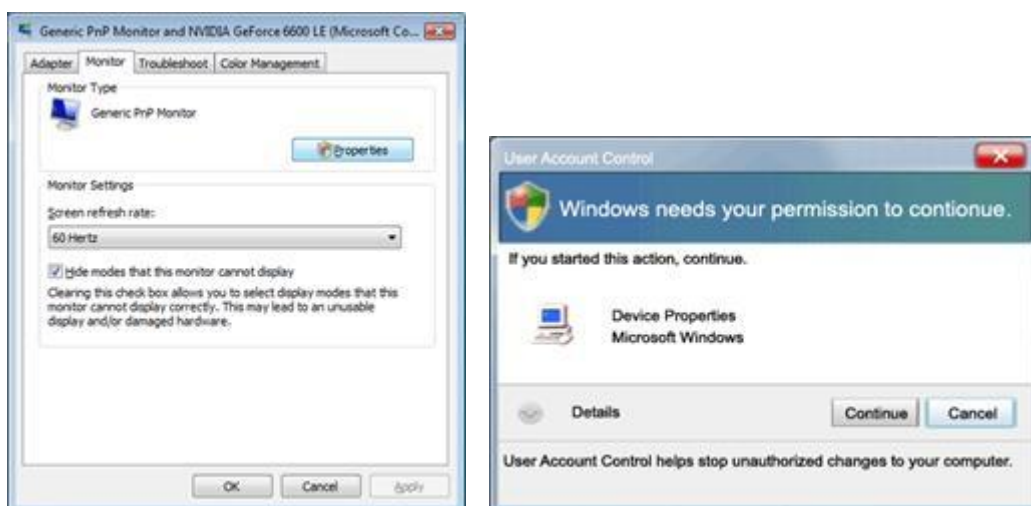 Generic PnP Monitor and NVIDIA GeForce 6600 LE (Microsoft Co...
Adapter Monitor Troubleshoot Color Management
Monitor Type
Generic PnP Monitor
Properties
Monitor Settings
Screen refresh rate:
60 Hertz
Hide modes that this monitor cannot display
Clearing this check box allows you to select display modes that this
monitor cannot display correctly. This may lead to an unusable
display and/or damaged hardware.
OK Cancel Apply
User Account Control
Windows needs your permission to contionue.
If you started this action, continue.
Device Properties
Microsoft Windows
Details Continue Cancel
User Account Control helps stop unauthorized changes to your computer.